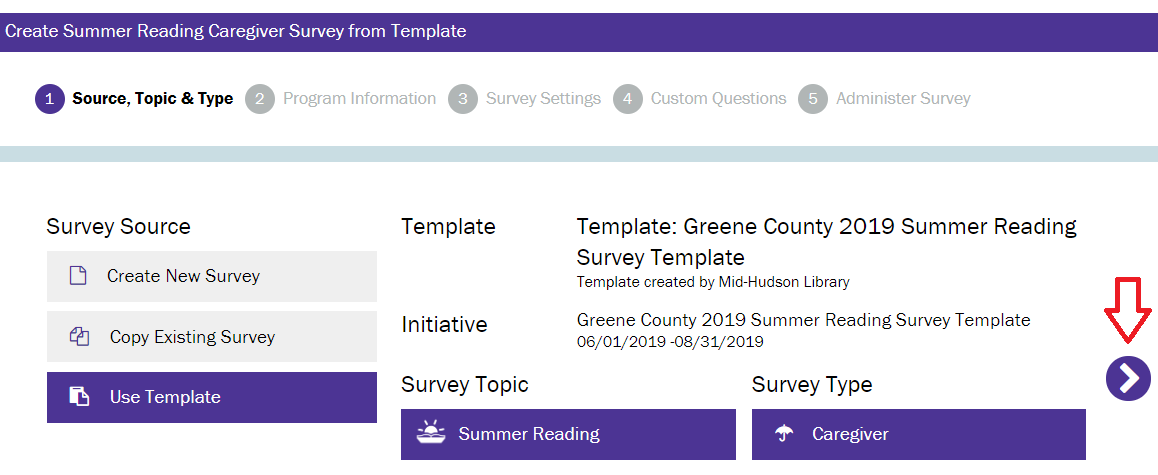 Create Summer Reading Caregiver Survey from Template
1 Source, Topic & Type 2 Program Information 3 Survey Settings 4 Custom Questions 5 Administer Survey
Survey Source
Create New Survey
Copy Existing Survey
Use Template
Template
Template: Greene County 2019 Summer Reading
Survey Template
Template created by Mid-Hudson Library
Initiative
Greene County 2019 Summer Reading Survey Template
06/01/2019 -08/31/2019
Survey Topic
Summer Reading
Survey Type
Caregiver